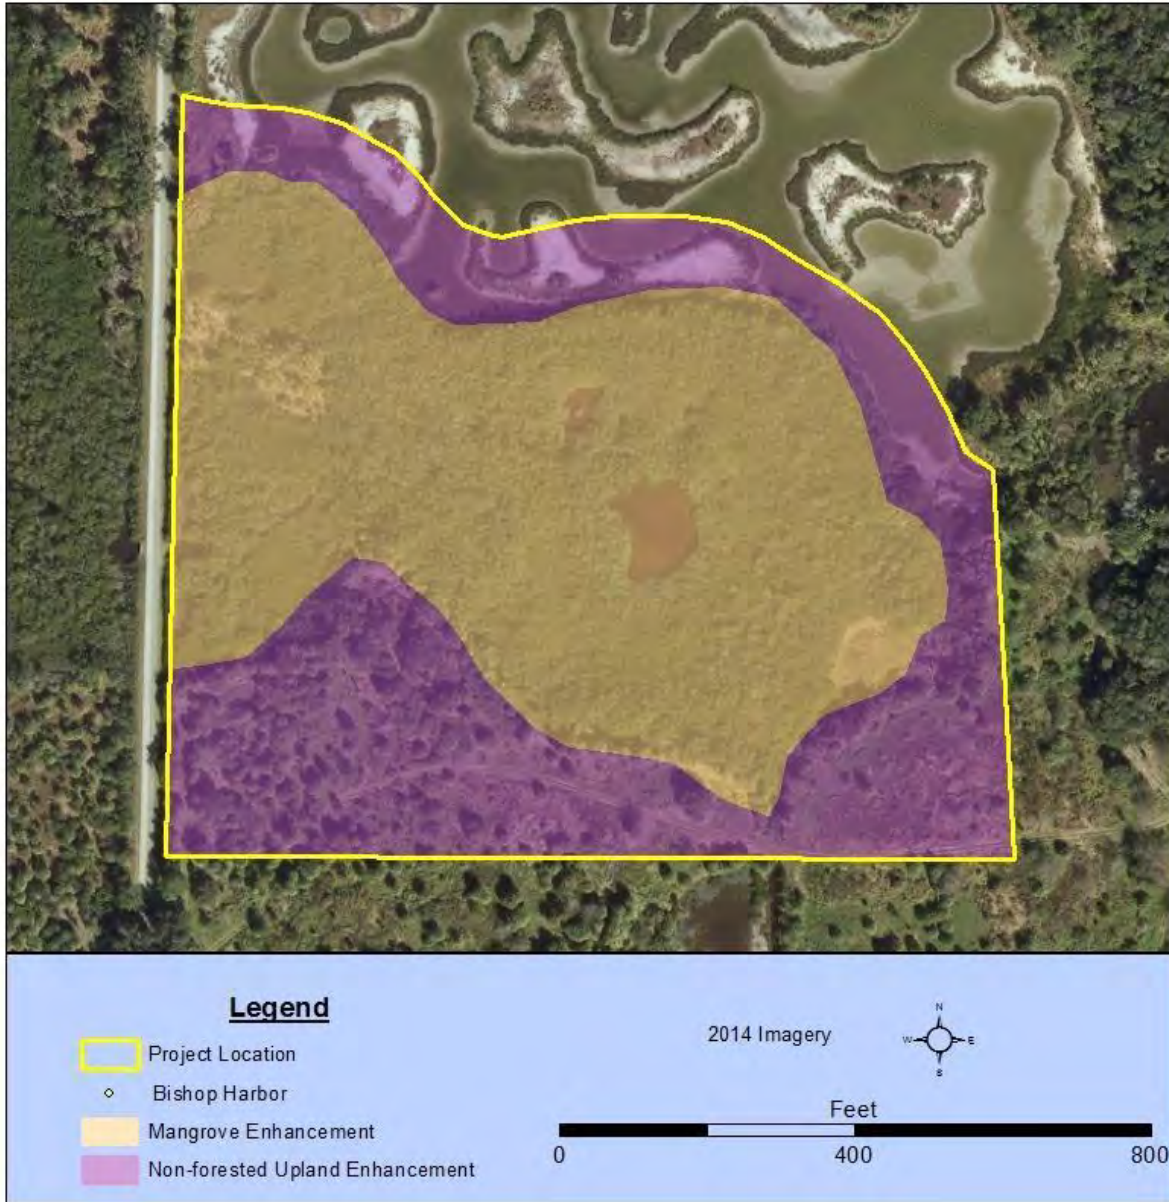 Legend
Project Location
Bishop Harbor
Mangrove Enhancement
Non-forested Upland Enhancement
2014 Imagery
N
W E
S
Feet
0 400 800